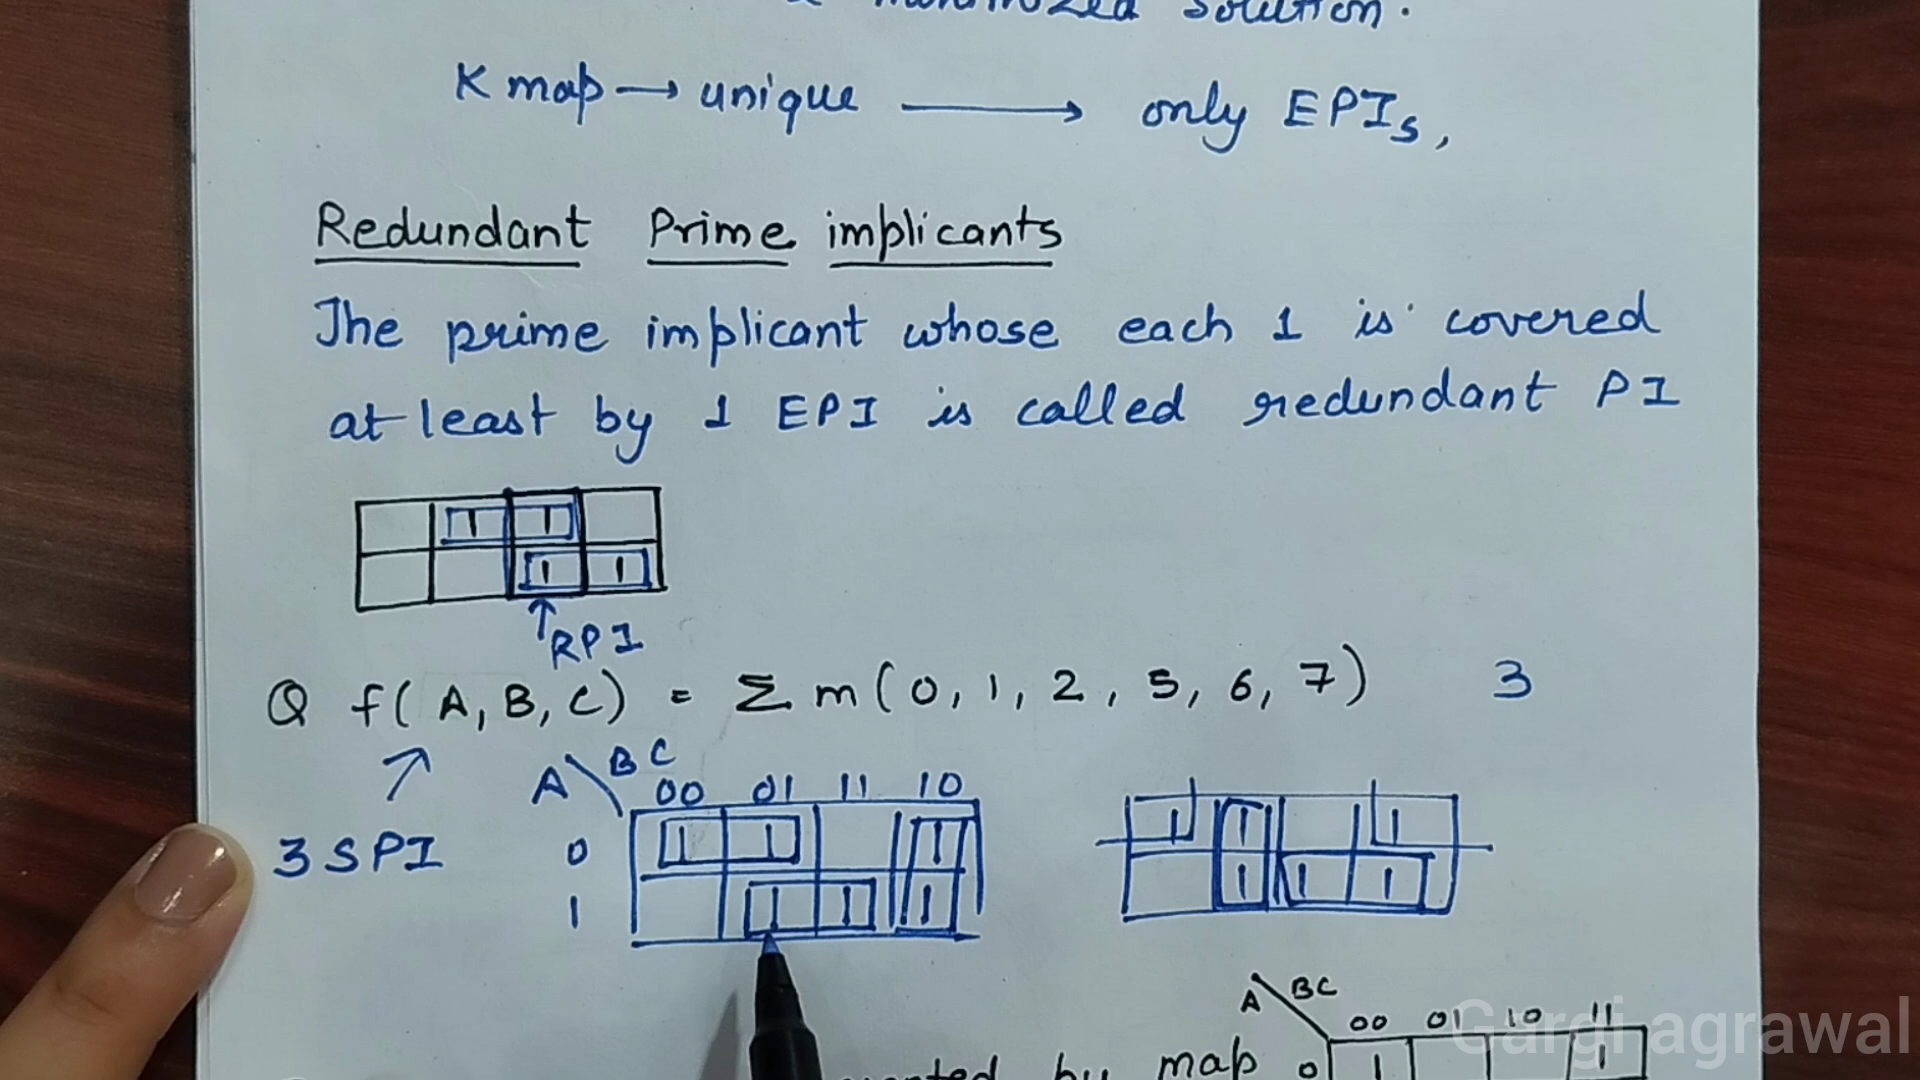 a minimized solution.
K map → unique → only EPIs,
Redundant Prime implicants
The prime implicant whose each 1 is covered
at least by 1 EPI is called redundant PI
1 1
1 1
↑ RPI
Q f(A, B, C) = Σ m(0, 1, 2, 5, 6, 7) 3
A \ BC
00 01 11 10
3 SPI
0 1 1 1
1 1 1 1
1 1 1
1 1 1
A \ BC
00 01 10 11
by map 0 1 1
Gargi agrawal